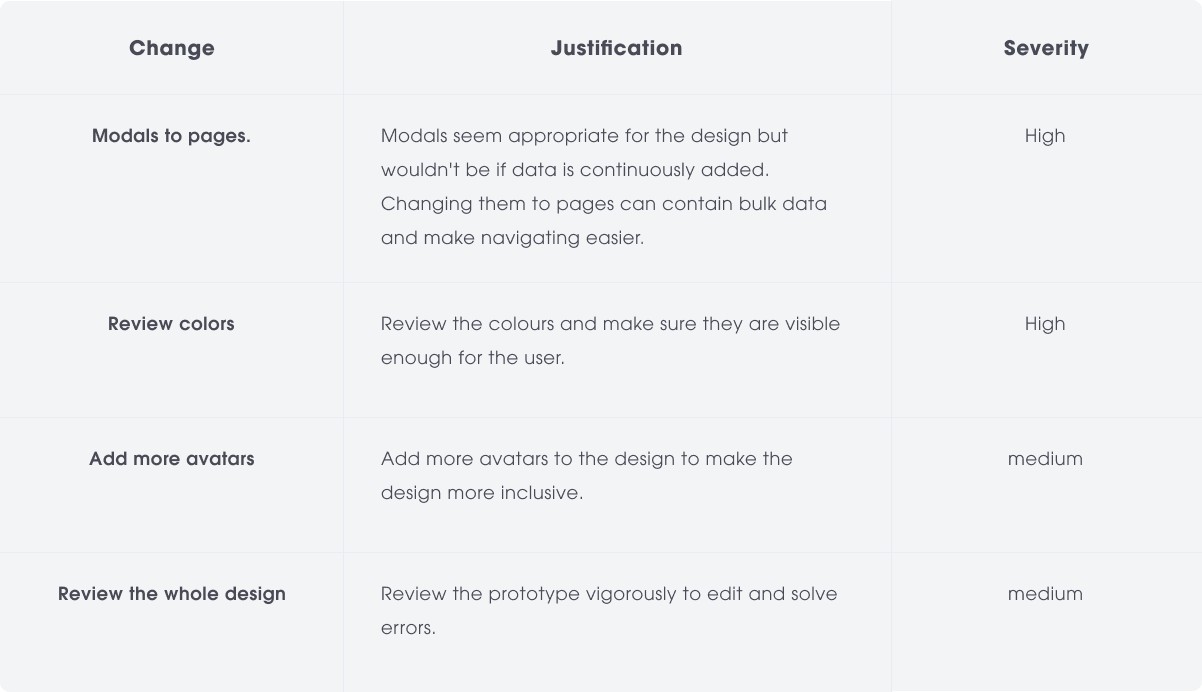 Change Justification Severity
Modals to pages. Modals seem appropriate for the design but High
wouldn't be if data is continuously added.
Changing them to pages can contain bulk data
and make navigating easier.
Review colors Review the colours and make sure they are visible High
enough for the user.
Add more avatars Add more avatars to the design to make the medium
design more inclusive.
Review the whole design Review the prototype vigorously to edit and solve medium
errors.